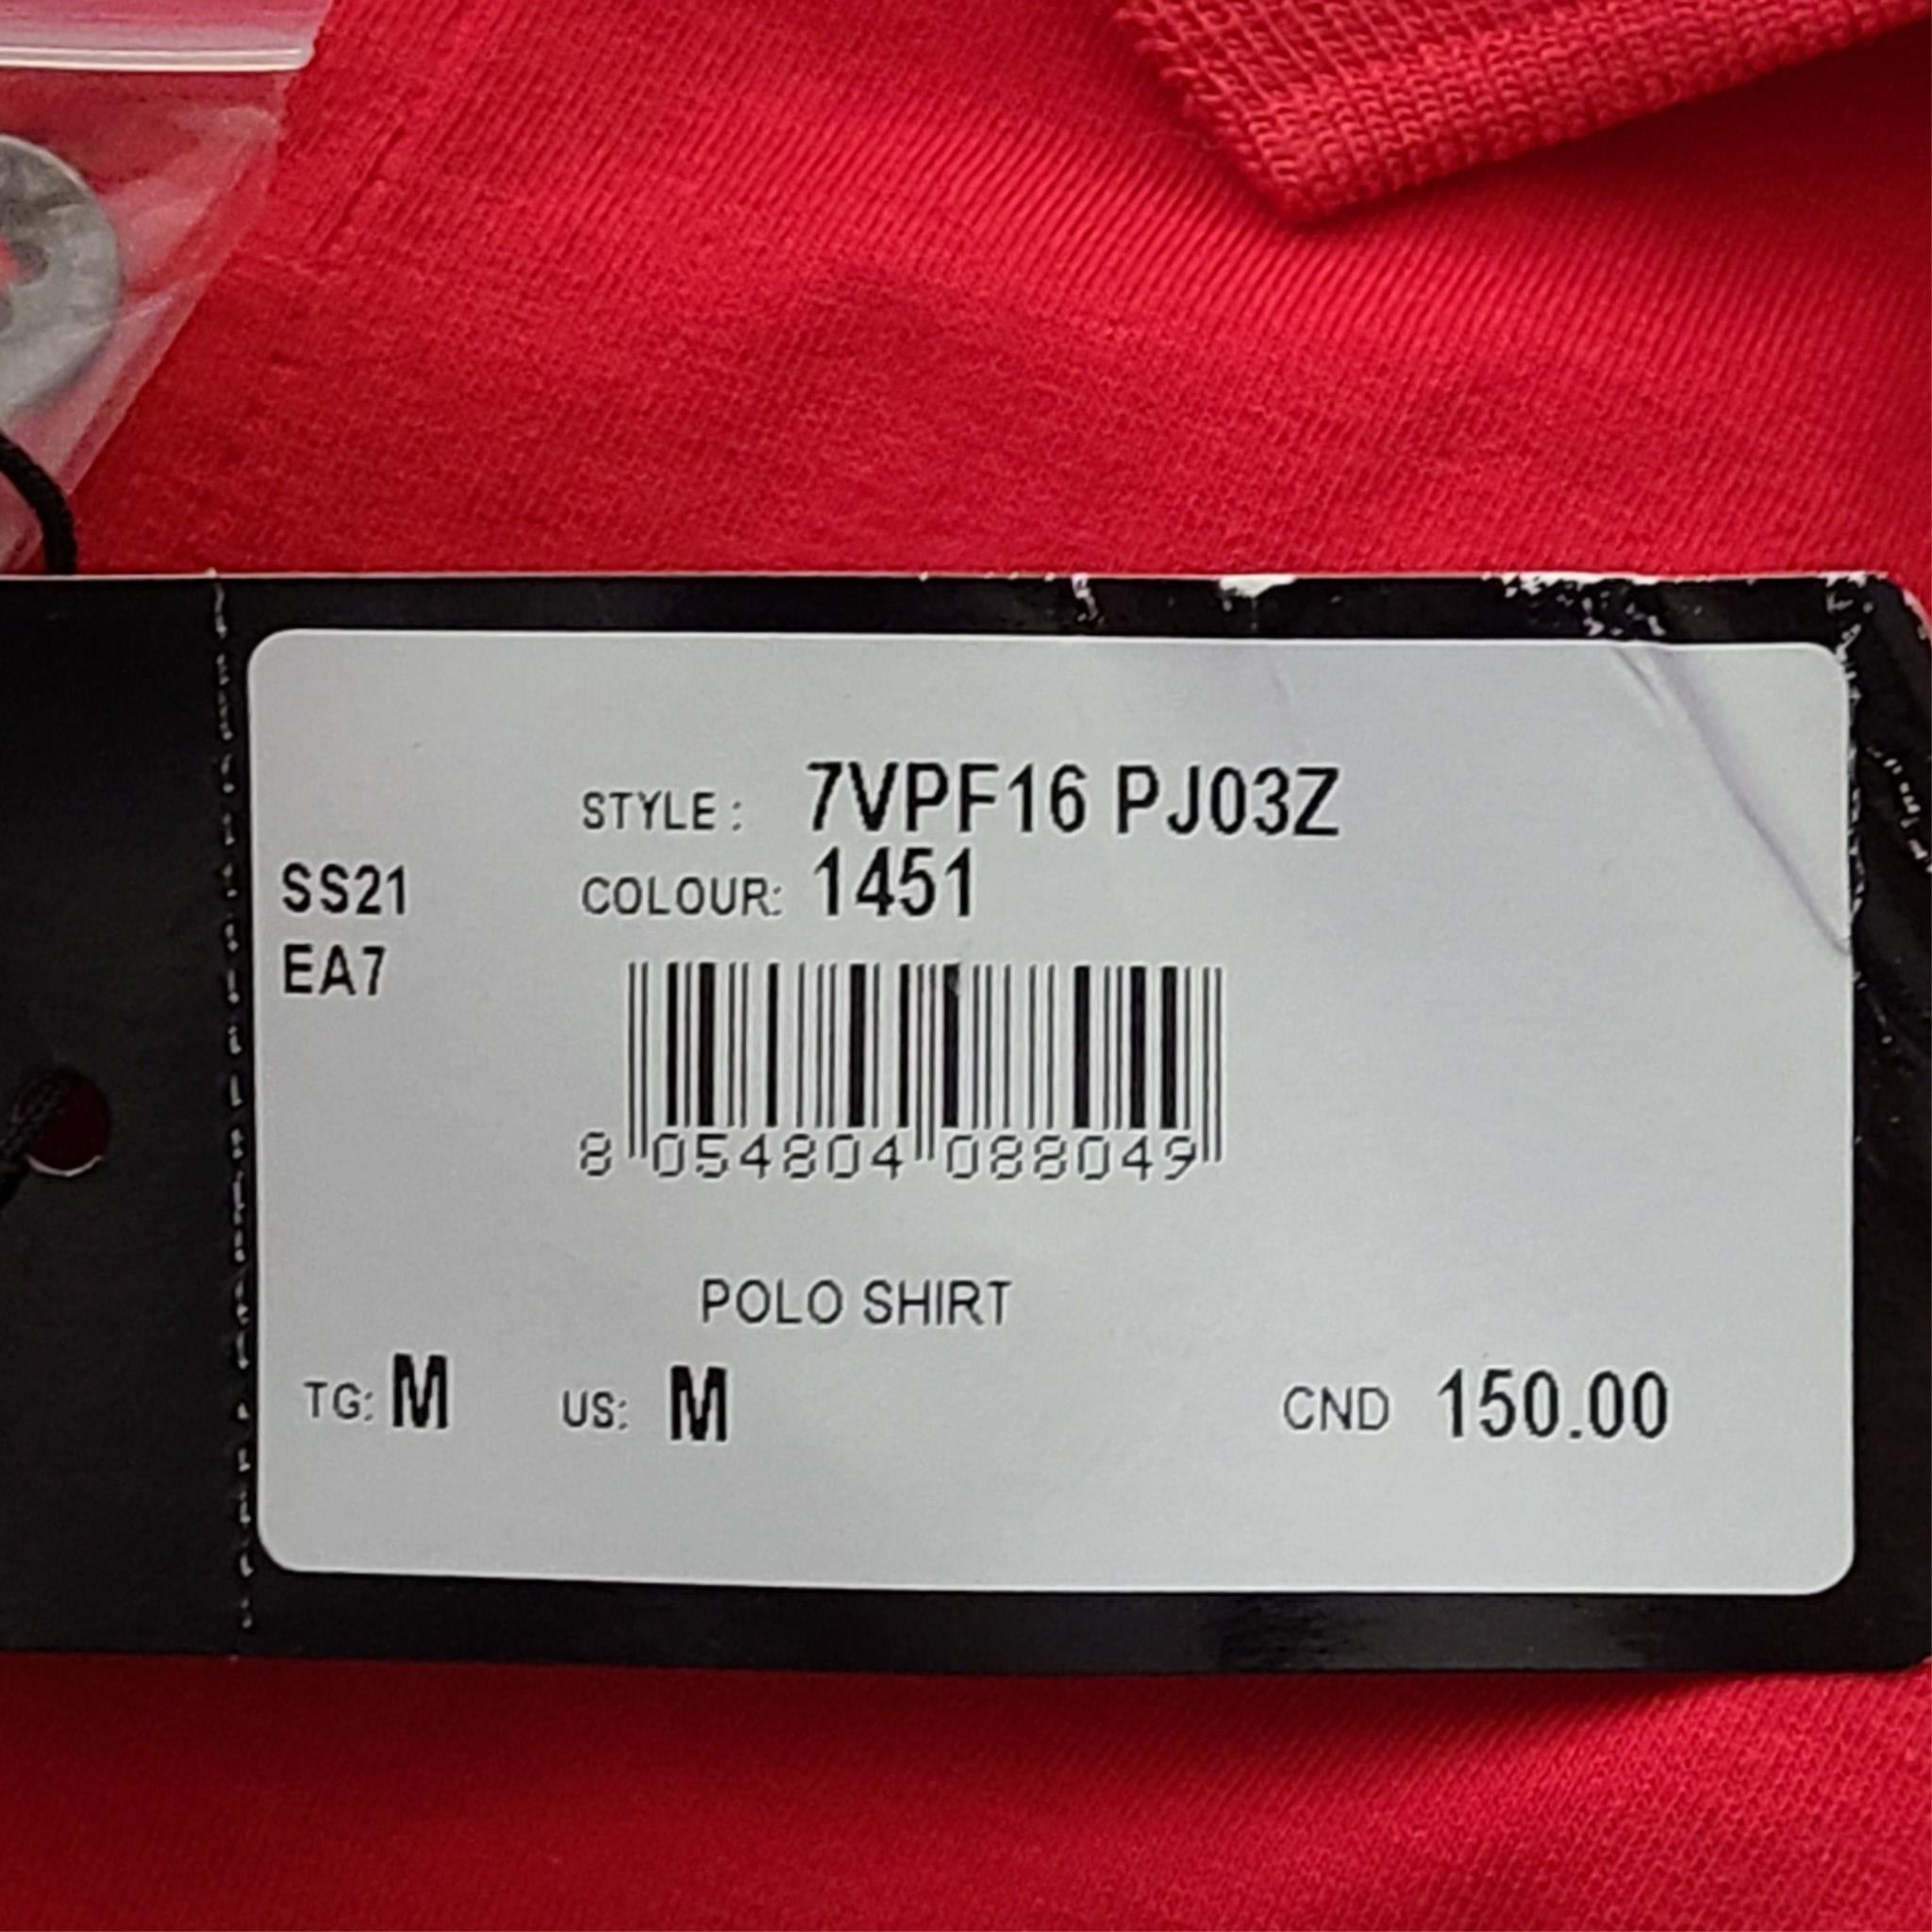 STYLE : 7VPF16 PJ03Z
SS21 COLOUR: 1451
EA7
8 054804 088049
POLO SHIRT
TG: M US: M CND 150.00